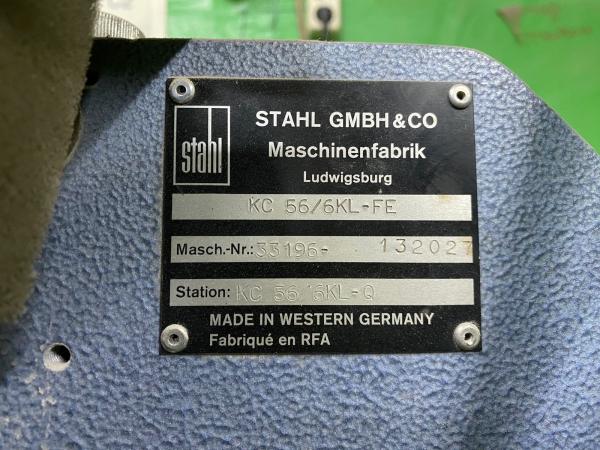 stahl
STAHL GMBH & CO
Maschinenfabrik
Ludwigsburg
KC 56/6KL-FE
Masch.-Nr.: 33196- 132027
Station: KC 56/6KL-Q
MADE IN WESTERN GERMANY
Fabriqué en RFA